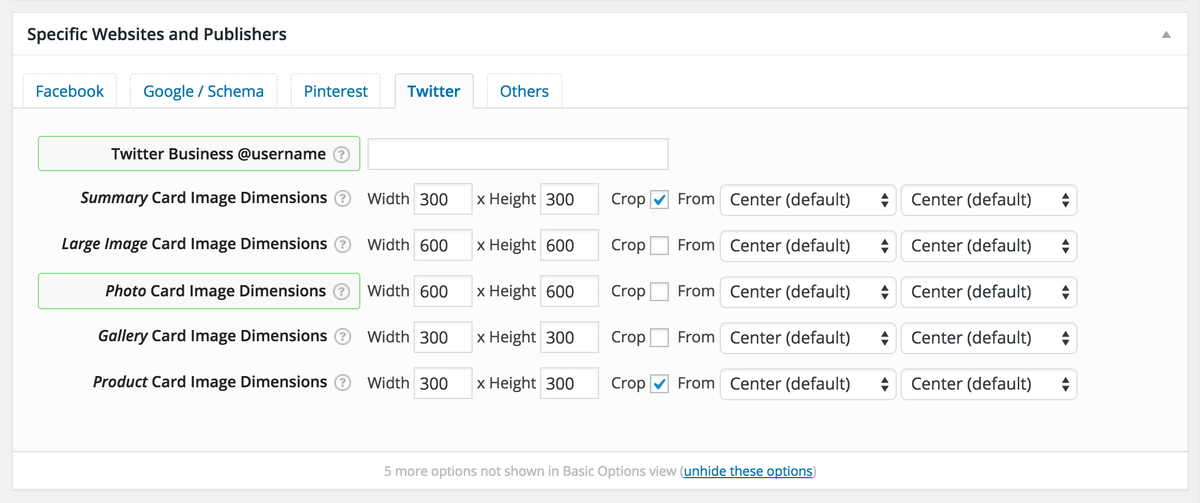 Specific Websites and Publishers
Facebook Google / Schema Pinterest Twitter Others
Twitter Business @username ?
Summary Card Image Dimensions ? Width 300 x Height 300 Crop From Center (default) Center (default)
Large Image Card Image Dimensions ? Width 600 x Height 600 Crop From Center (default) Center (default)
Photo Card Image Dimensions ? Width 600 x Height 600 Crop From Center (default) Center (default)
Gallery Card Image Dimensions ? Width 300 x Height 300 Crop From Center (default) Center (default)
Product Card Image Dimensions ? Width 300 x Height 300 Crop From Center (default) Center (default)
5 more options not shown in Basic Options view (unhide these options)